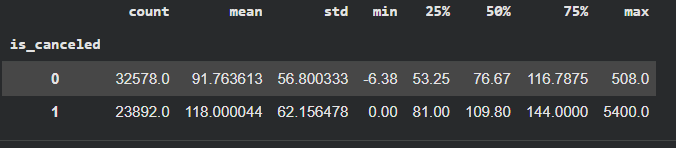 count mean std min 25% 50% 75% max
is_canceled
0 32578.0 91.763613 56.800333 -6.38 53.25 76.67 116.7875 508.0
1 23892.0 118.000044 62.156478 0.00 81.00 109.80 144.0000 5400.0